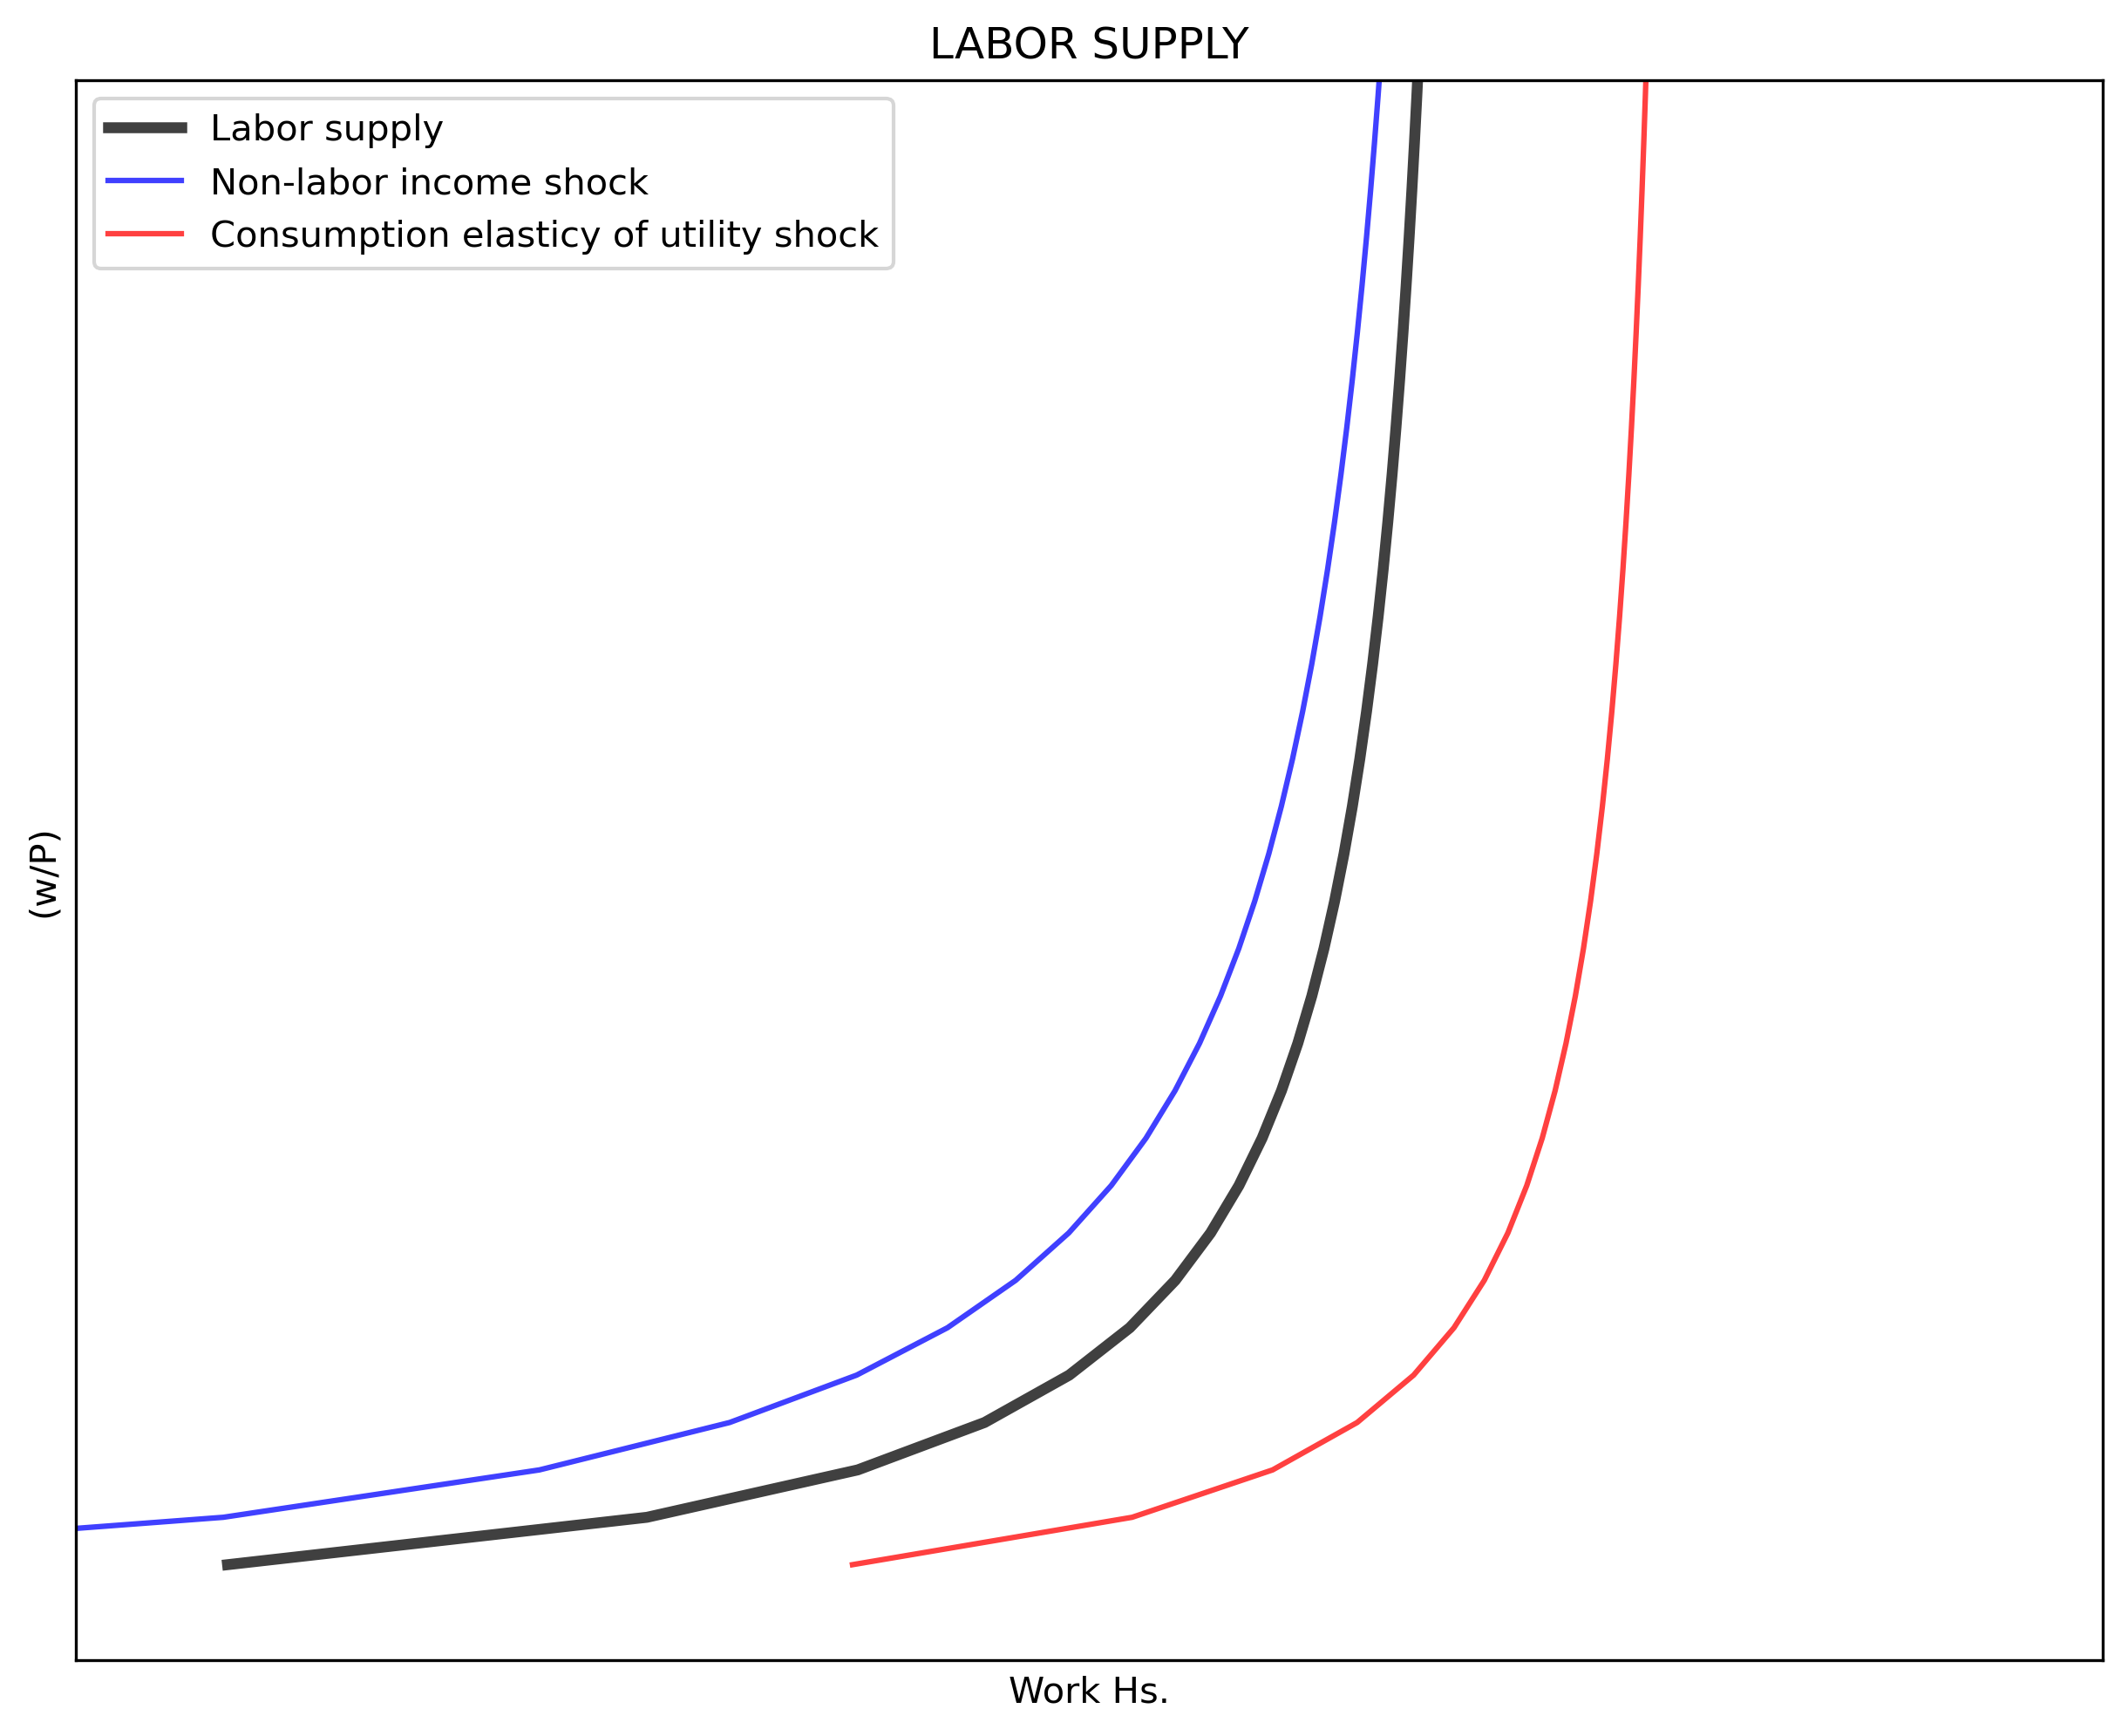 LABOR SUPPLY
Labor supply
Non-labor income shock
Consumption elasticy of utility shock
(w/P)
Work Hs.